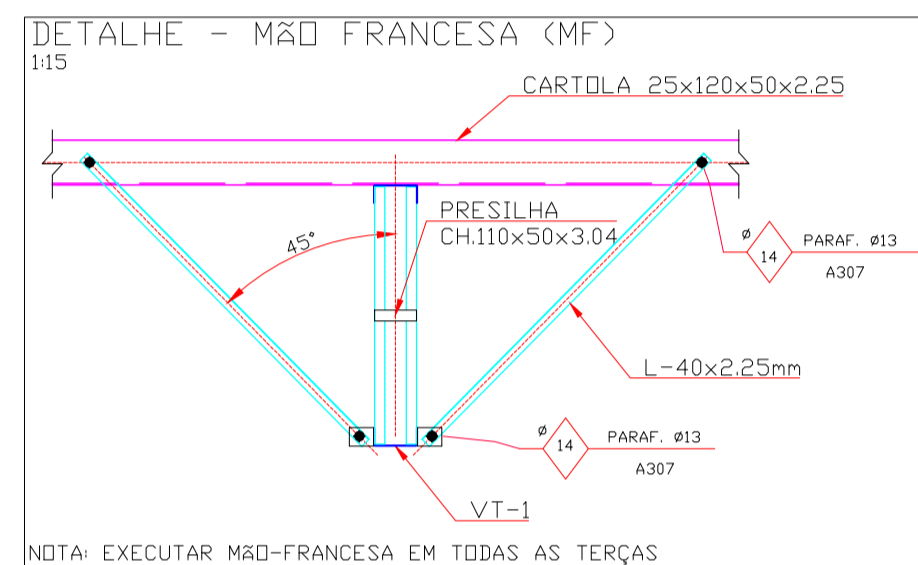 DETALHE - MÃO FRANCESA (MF)
1:15
CARTOLA 25x120x50x2.25
PRESILHA
CH.110x50x3.04
45°
ø
14
PARAF. ø13
A307
L-40x2.25mm
ø
14
PARAF. ø13
A307
VT-1
NOTA: EXECUTAR MÃO-FRANCESA EM TODAS AS TERÇAS